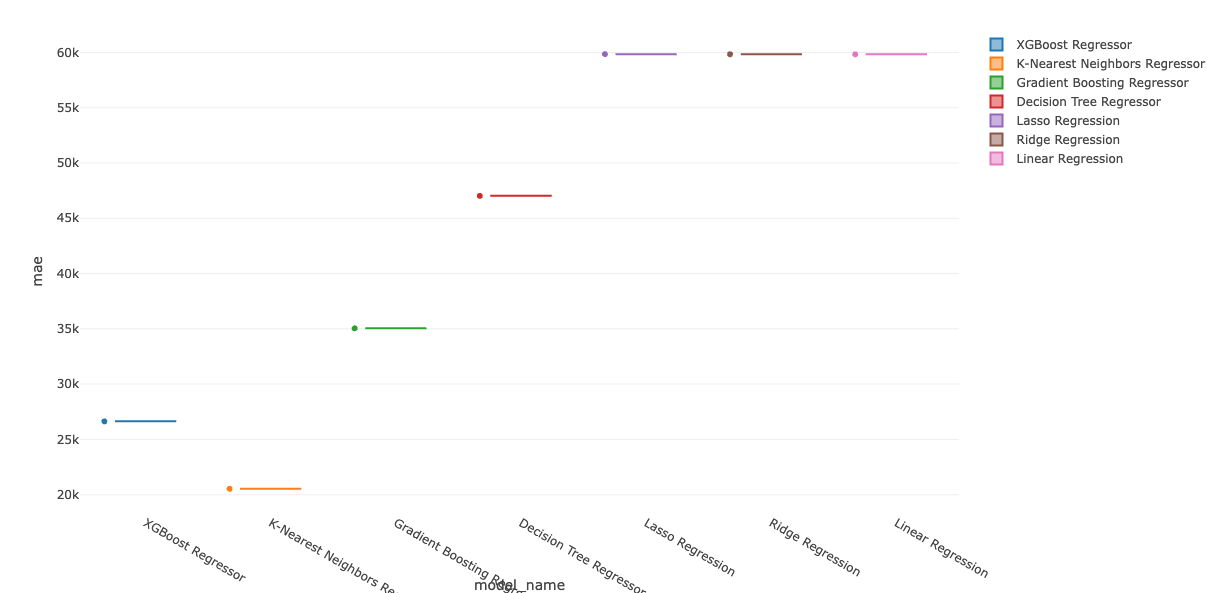 60k
55k
50k
45k
40k
35k
30k
25k
20k
mae
XGBoost Regressor
K-Nearest Neighbors
Gradient Boosting
Decision Tree Regressor
Lasso Regression
Ridge Regression
Linear Regression
model_name
XGBoost Regressor
K-Nearest Neighbors Regressor
Gradient Boosting Regressor
Decision Tree Regressor
Lasso Regression
Ridge Regression
Linear Regression